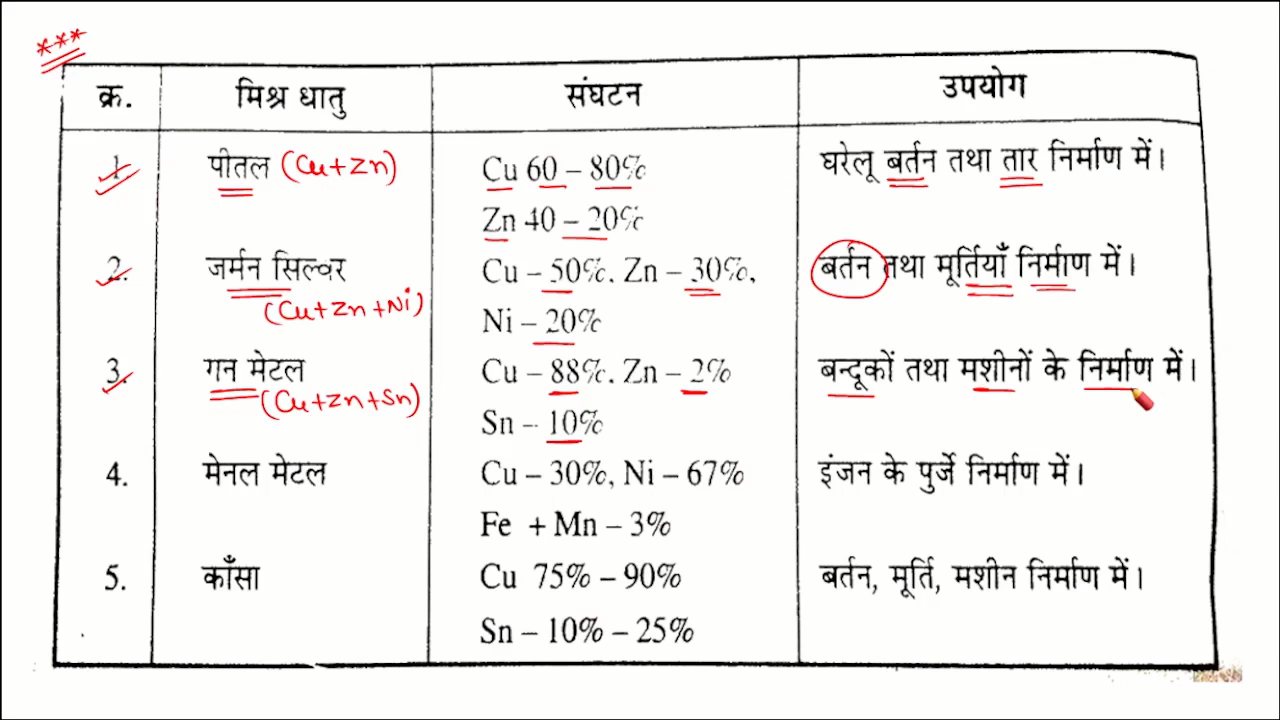 ***
क्र. मिश्र धातु संघटन उपयोग
1. पीतल (Cu+Zn) Cu 60 – 80% घरेलू बर्तन तथा तार निर्माण में।
Zn 40 – 20%
2. जर्मन सिल्वर Cu – 50%. Zn – 30%, बर्तन तथा मूर्तियाँ निर्माण में।
(Cu+Zn+Ni) Ni – 20%
3. गन मेटल Cu – 88%. Zn – 2% बन्दूकों तथा मशीनों के निर्माण में।
(Cu+Zn+Sn) Sn – 10%
4. मेनल मेटल Cu – 30%, Ni – 67% इंजन के पुर्जे निर्माण में।
Fe + Mn – 3%
5. काँसा Cu 75% – 90% बर्तन, मूर्ति, मशीन निर्माण में।
Sn – 10% – 25%